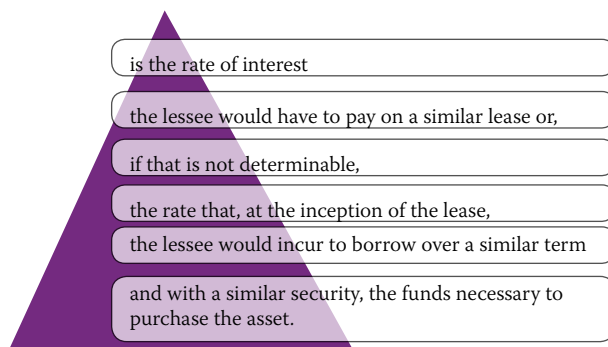 is the rate of interest
the lessee would have to pay on a similar lease or,
if that is not determinable,
the rate that, at the inception of the lease,
the lessee would incur to borrow over a similar term
and with a similar security, the funds necessary to
purchase the asset.